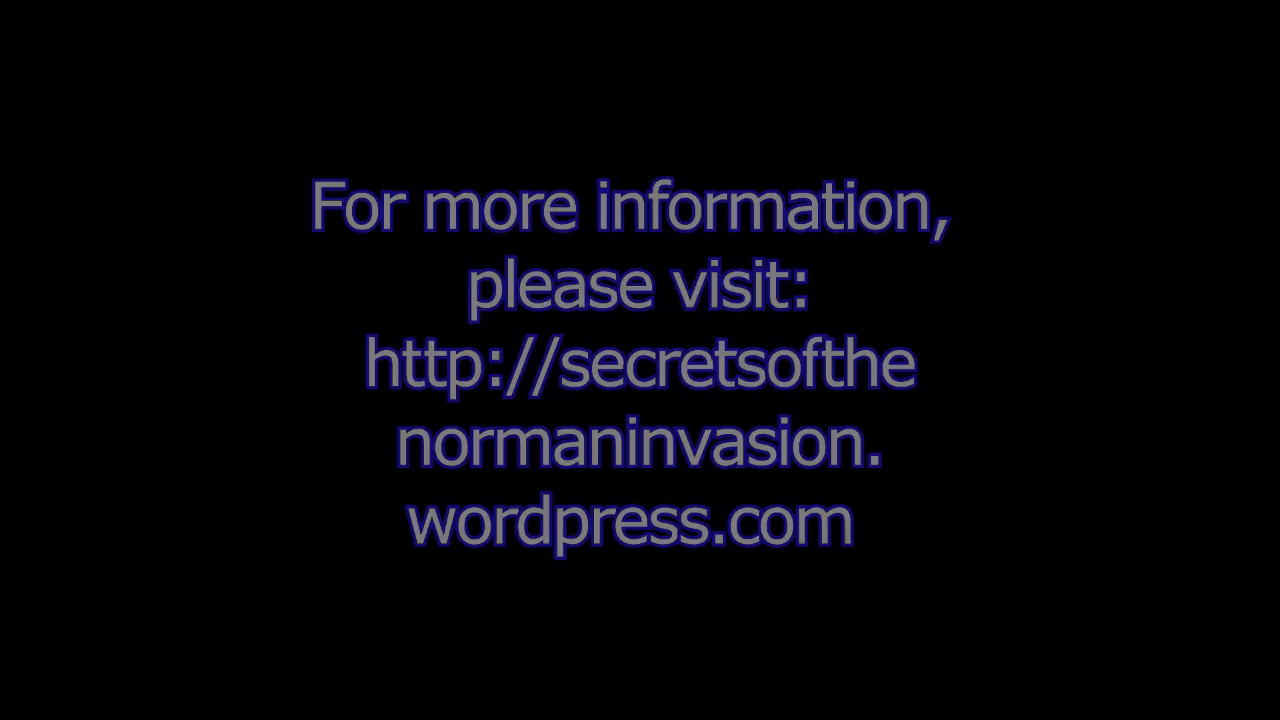 For more information,
please visit:
http://secretsofthe
normaninvasion.
wordpress.com